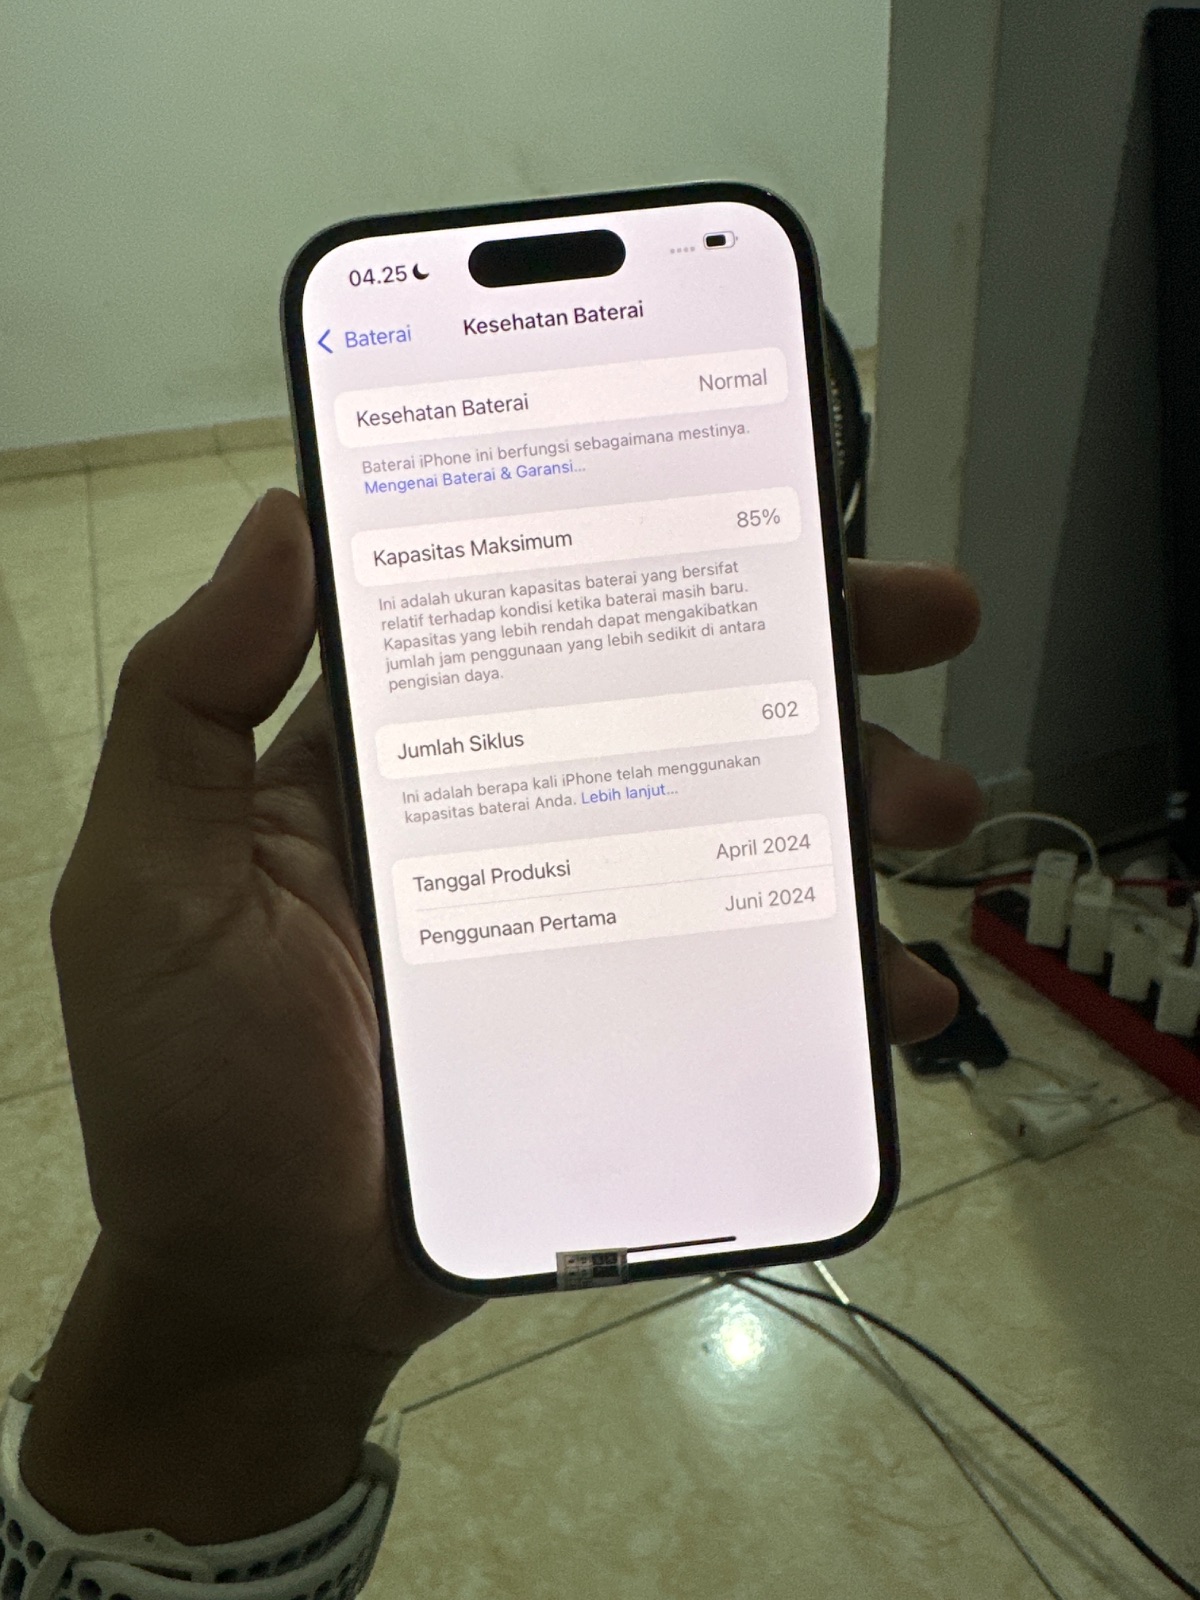 04.25
Baterai
Kesehatan Baterai
Kesehatan Baterai Normal
Baterai iPhone ini berfungsi sebagaimana mestinya.
Mengenai Baterai & Garansi...
Kapasitas Maksimum 85%
Ini adalah ukuran kapasitas baterai yang bersifat
relatif terhadap kondisi ketika baterai masih baru.
Kapasitas yang lebih rendah dapat mengakibatkan
jumlah jam penggunaan yang lebih sedikit di antara
pengisian daya.
Jumlah Siklus 602
Ini adalah berapa kali iPhone telah menggunakan
kapasitas baterai Anda. Lebih lanjut...
Tanggal Produksi April 2024
Penggunaan Pertama Juni 2024